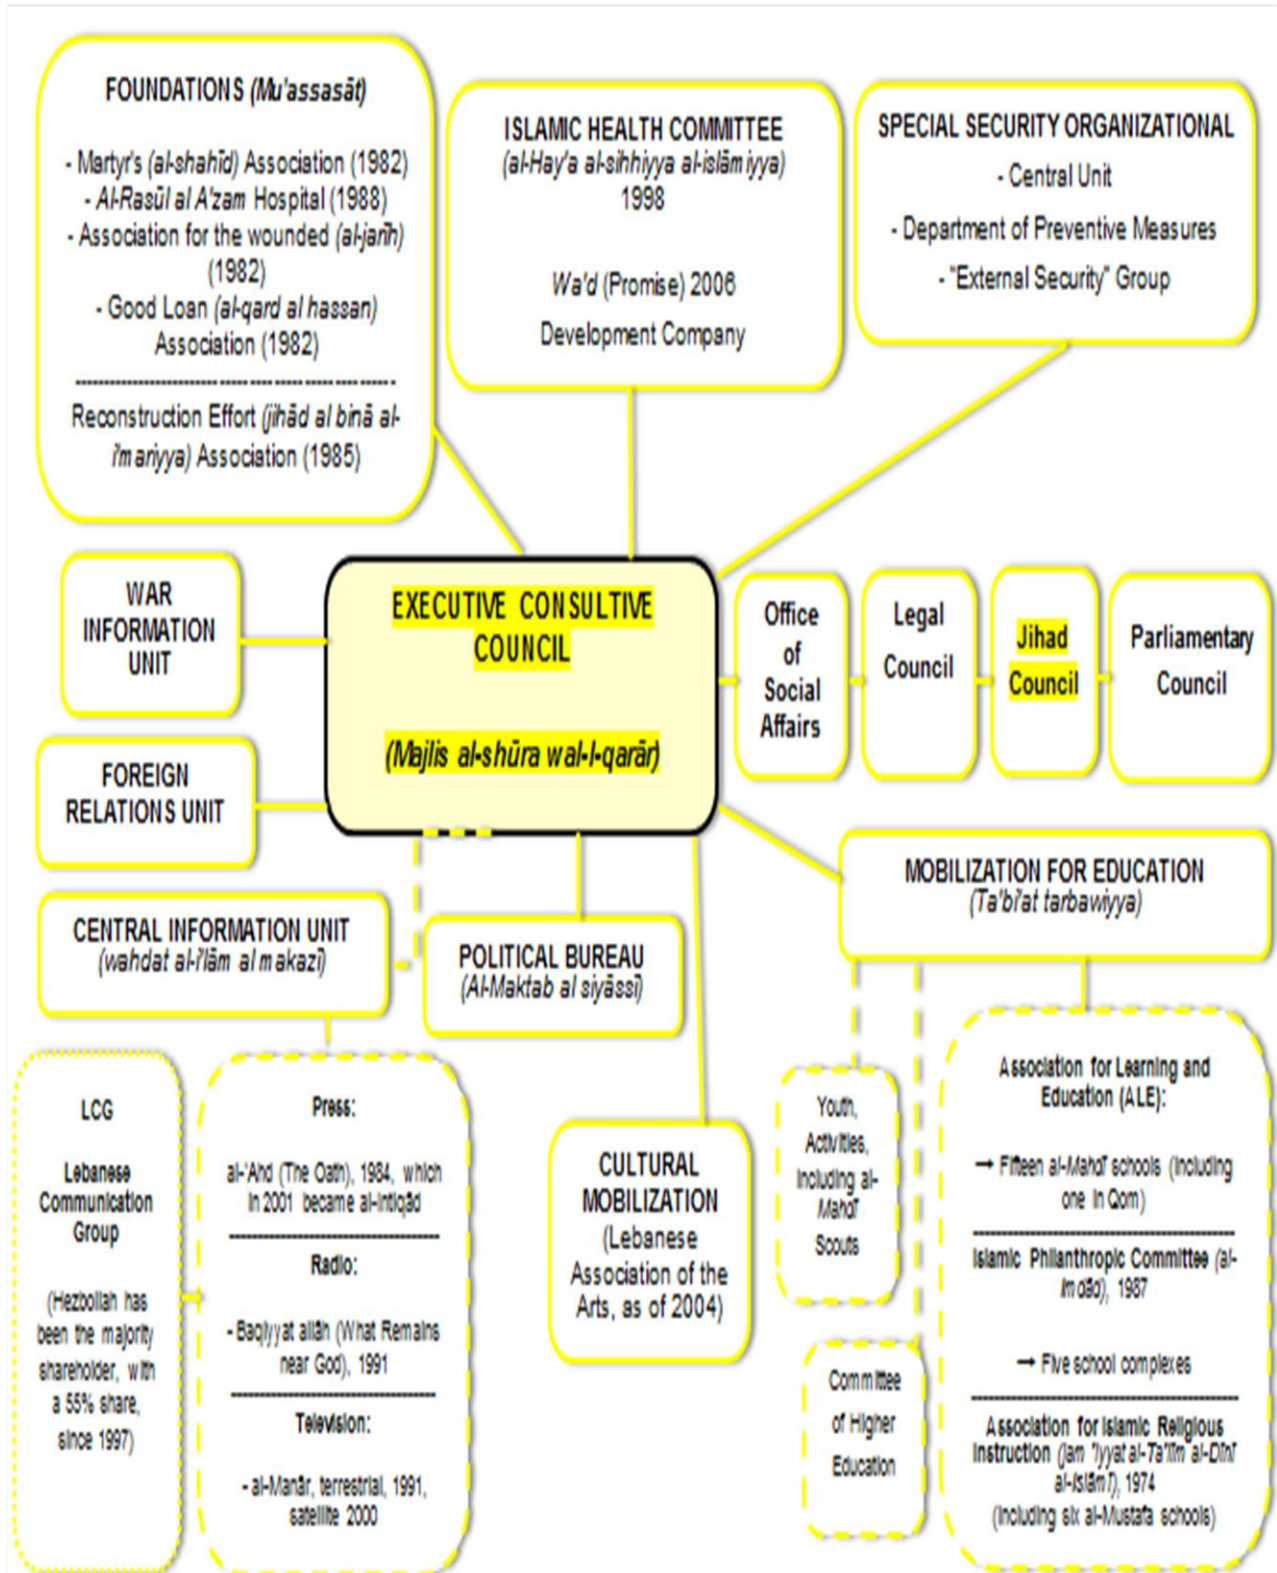 FOUNDATIONS (Mu'assasāt)
- Martyr's (al-shahīd) Association (1982)
- Al-Rasūl al A'zam Hospital (1988)
- Association for the wounded (al-jarīh)
(1982)
- Good Loan (al-qard al hassan)
Association (1982)
Reconstruction Effort (jihād al binā al-
i'mariyya) Association (1985)
ISLAMIC HEALTH COMMITTEE
(al-Hay'a al-sihhiyya al-islāmiyya)
1998
Wa'd (Promise) 2006
Development Company
SPECIAL SECURITY ORGANIZATIONAL
- Central Unit
- Department of Preventive Measures
- "External Security" Group
WAR
INFORMATION
UNIT
EXECUTIVE CONSULTIVE
COUNCIL
(Majlis al-shūra wal-l-qarār)
Office
of
Social
Affairs
Legal
Council
Jihad
Council
Parliamentary
Council
FOREIGN
RELATIONS UNIT
MOBILIZATION FOR EDUCATION
(Ta'bi'at tarbawiyya)
CENTRAL INFORMATION UNIT
(wahdat al-i'lām al makazī)
POLITICAL BUREAU
(Al-Maktab al siyāssī)
LCG
Lebanese
Communication
Group
(Hezbollah has
been the majority
shareholder, with
a 55% share,
since 1997)
Press:
al-'Ahd (The Oath), 1984, which
in 2001 became al-Intiqād
Radio:
- Baqiyyat allāh (What Remains
near God), 1991
Television:
- al-Manār, terrestrial, 1991,
satellite 2000
CULTURAL
MOBILIZATION
(Lebanese
Association of the
Arts, as of 2004)
Youth,
Activities,
including al-
Mahdī
Scouts
Committee
of Higher
Education
Association for Learning and
Education (ALE):
→ Fifteen al-Mahdī schools (including
one in Qom)
Islamic Philanthropic Committee (al-
Imdād), 1987
→ Five school complexes
Association for Islamic Religious
Instruction (jam 'iyyat al-Ta'līm al-Dīnī
al-Islāmī), 1974
(including six al-Mustafa schools)